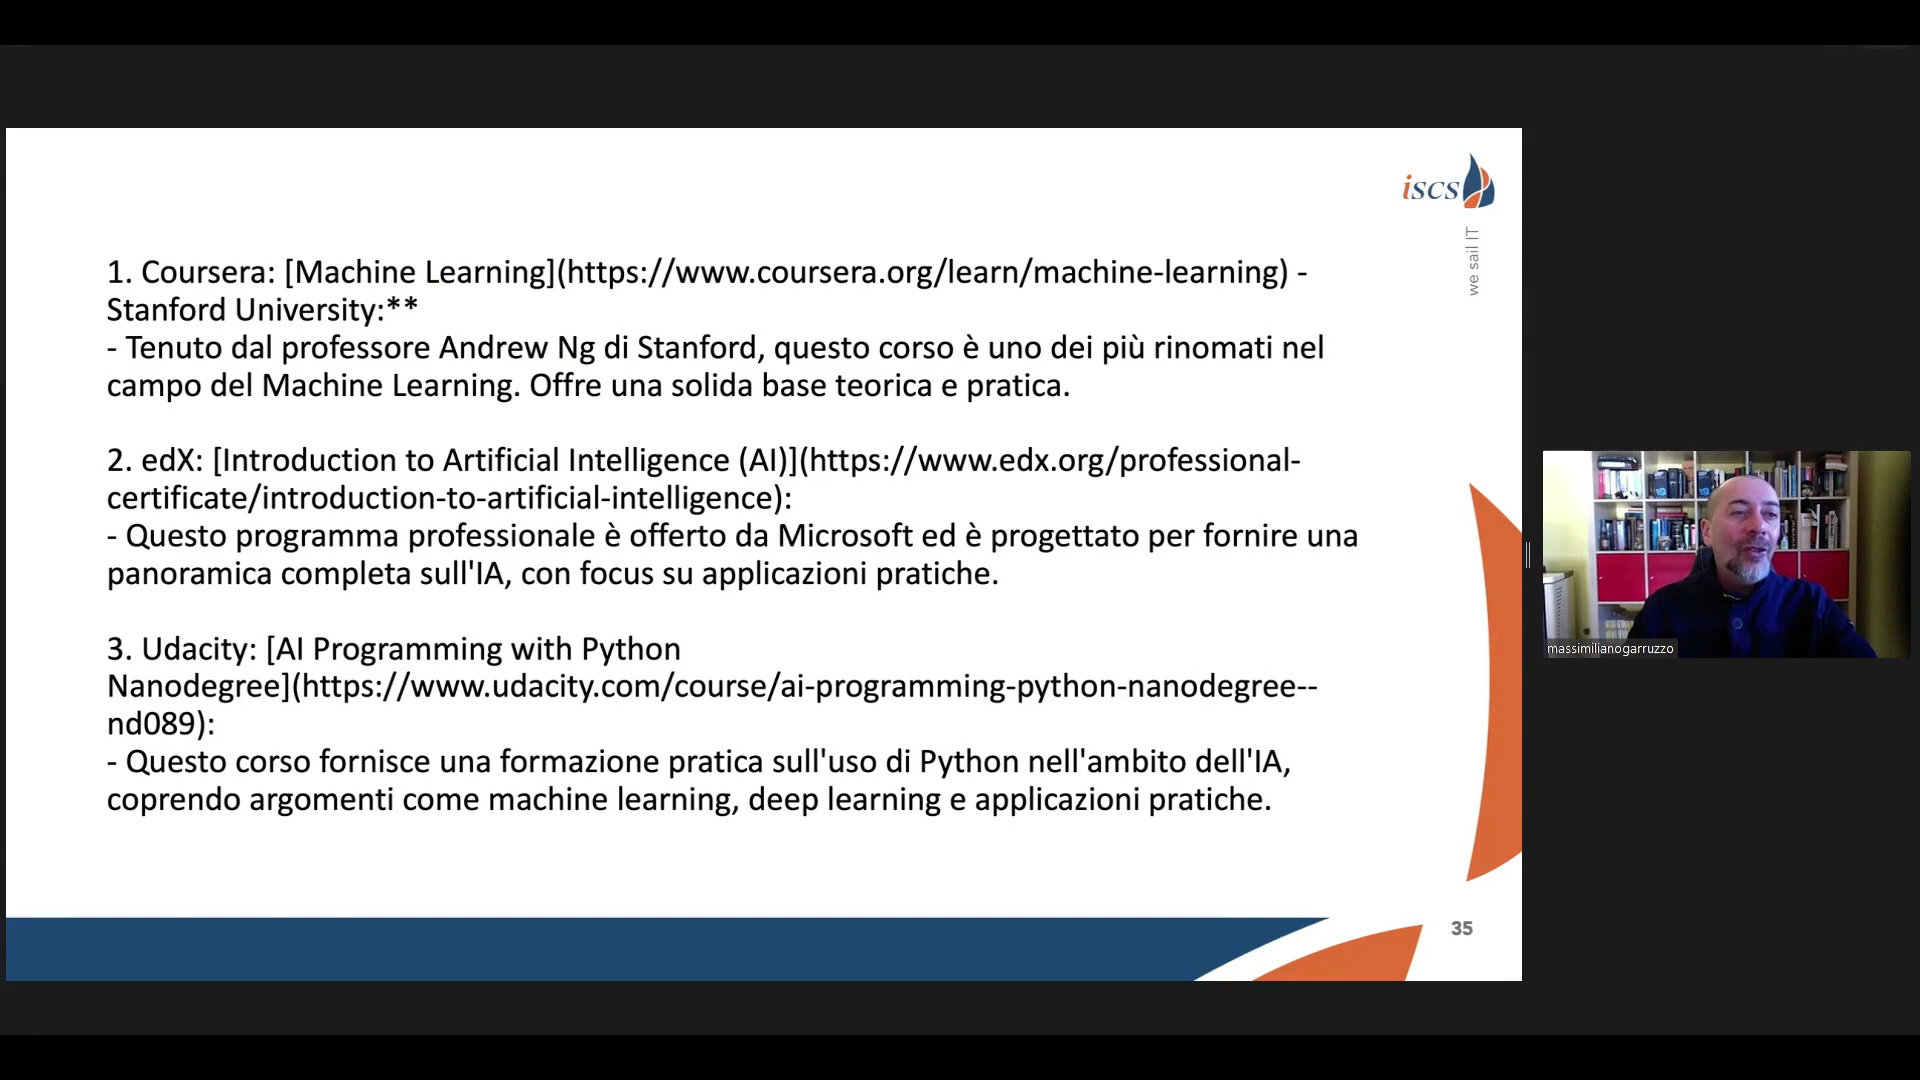 iscs
we sail IT
1. Coursera: [Machine Learning](https://www.coursera.org/learn/machine-learning) -
Stanford University:**
- Tenuto dal professore Andrew Ng di Stanford, questo corso è uno dei più rinomati nel
campo del Machine Learning. Offre una solida base teorica e pratica.
2. edX: [Introduction to Artificial Intelligence (AI)](https://www.edx.org/professional-
certificate/introduction-to-artificial-intelligence):
- Questo programma professionale è offerto da Microsoft ed è progettato per fornire una
panoramica completa sull'IA, con focus su applicazioni pratiche.
3. Udacity: [AI Programming with Python
Nanodegree](https://www.udacity.com/course/ai-programming-python-nanodegree--
nd089):
- Questo corso fornisce una formazione pratica sull'uso di Python nell'ambito dell'IA,
coprendo argomenti come machine learning, deep learning e applicazioni pratiche.
35
massimilianogarruzzo